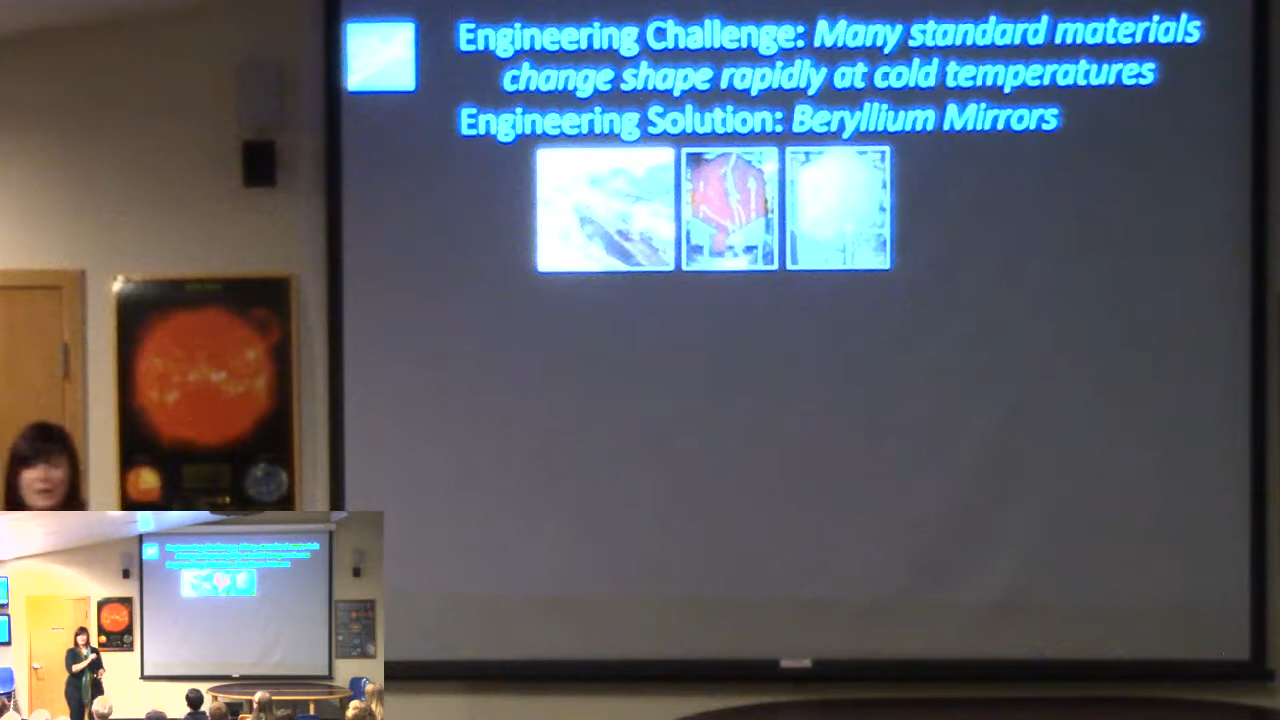 Engineering Challenge: Many standard materials
change shape rapidly at cold temperatures
Engineering Solution: Beryllium Mirrors